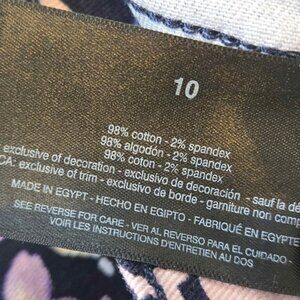 10
98% cotton - 2% spandex
98% algodón - 2% spandex
98% coton - 2% spandex
exclusive of decoration - exclusivo de decoración - sauf la dé
CA: exclusive of trim - exclusivo de borde - garniture non comp
MADE IN EGYPT - HECHO EN EGIPTO - FABRIQUÉ EN EGYPTE
SEE REVERSE FOR CARE - VER AL REVERSO PARA EL CUIDADO -
VOIR LES INSTRUCTIONS D'ENTRETIEN AU DOS